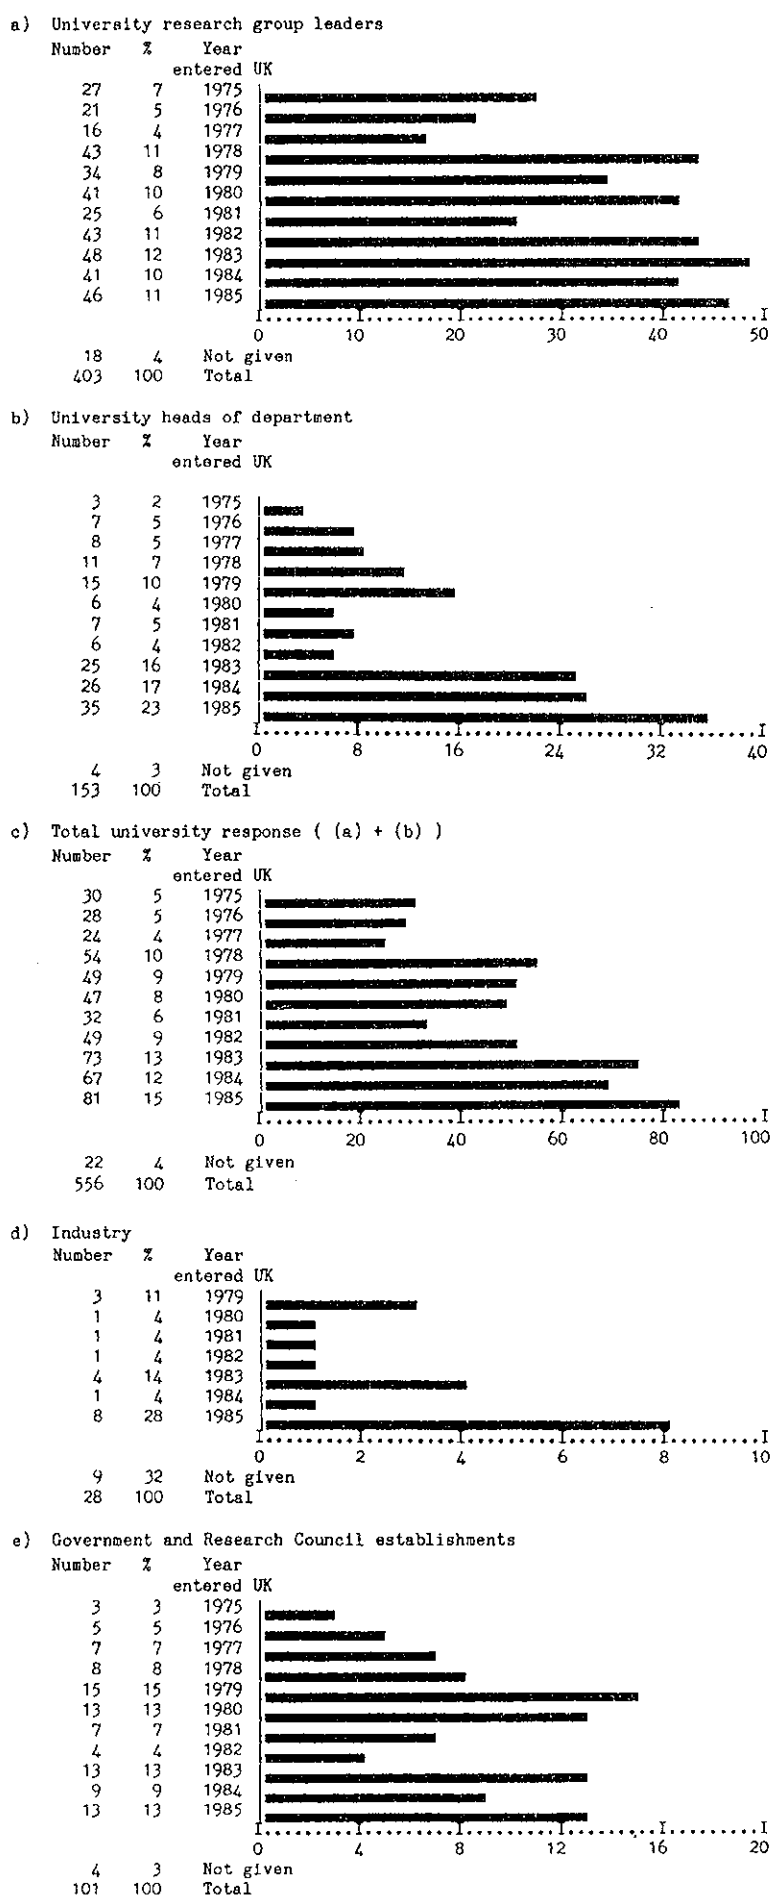 a) University research group leaders
Number % Year
entered UK
27 7 1975
21 5 1976
16 4 1977
43 11 1978
34 8 1979
41 10 1980
25 6 1981
43 11 1982
48 12 1983
41 10 1984
46 11 1985
0 10 20 30 40 50
18 4 Not given
403 100 Total
b) University heads of department
Number % Year
entered UK
3 2 1975
7 5 1976
8 5 1977
11 7 1978
15 10 1979
6 4 1980
7 5 1981
6 4 1982
25 16 1983
26 17 1984
35 23 1985
0 8 16 24 32 40
4 3 Not given
153 100 Total
c) Total university response ( (a) + (b) )
Number % Year
entered UK
30 5 1975
28 5 1976
24 4 1977
54 10 1978
49 9 1979
47 8 1980
32 6 1981
49 9 1982
73 13 1983
67 12 1984
81 15 1985
0 20 40 60 80 100
22 4 Not given
556 100 Total
d) Industry
Number % Year
entered UK
3 11 1979
1 4 1980
1 4 1981
1 4 1982
4 14 1983
1 4 1984
8 28 1985
0 2 4 6 8 10
9 32 Not given
28 100 Total
e) Government and Research Council establishments
Number % Year
entered UK
3 3 1975
5 5 1976
7 7 1977
8 8 1978
15 15 1979
13 13 1980
7 7 1981
4 4 1982
13 13 1983
9 9 1984
13 13 1985
0 4 8 12 16 20
4 3 Not given
101 100 Total